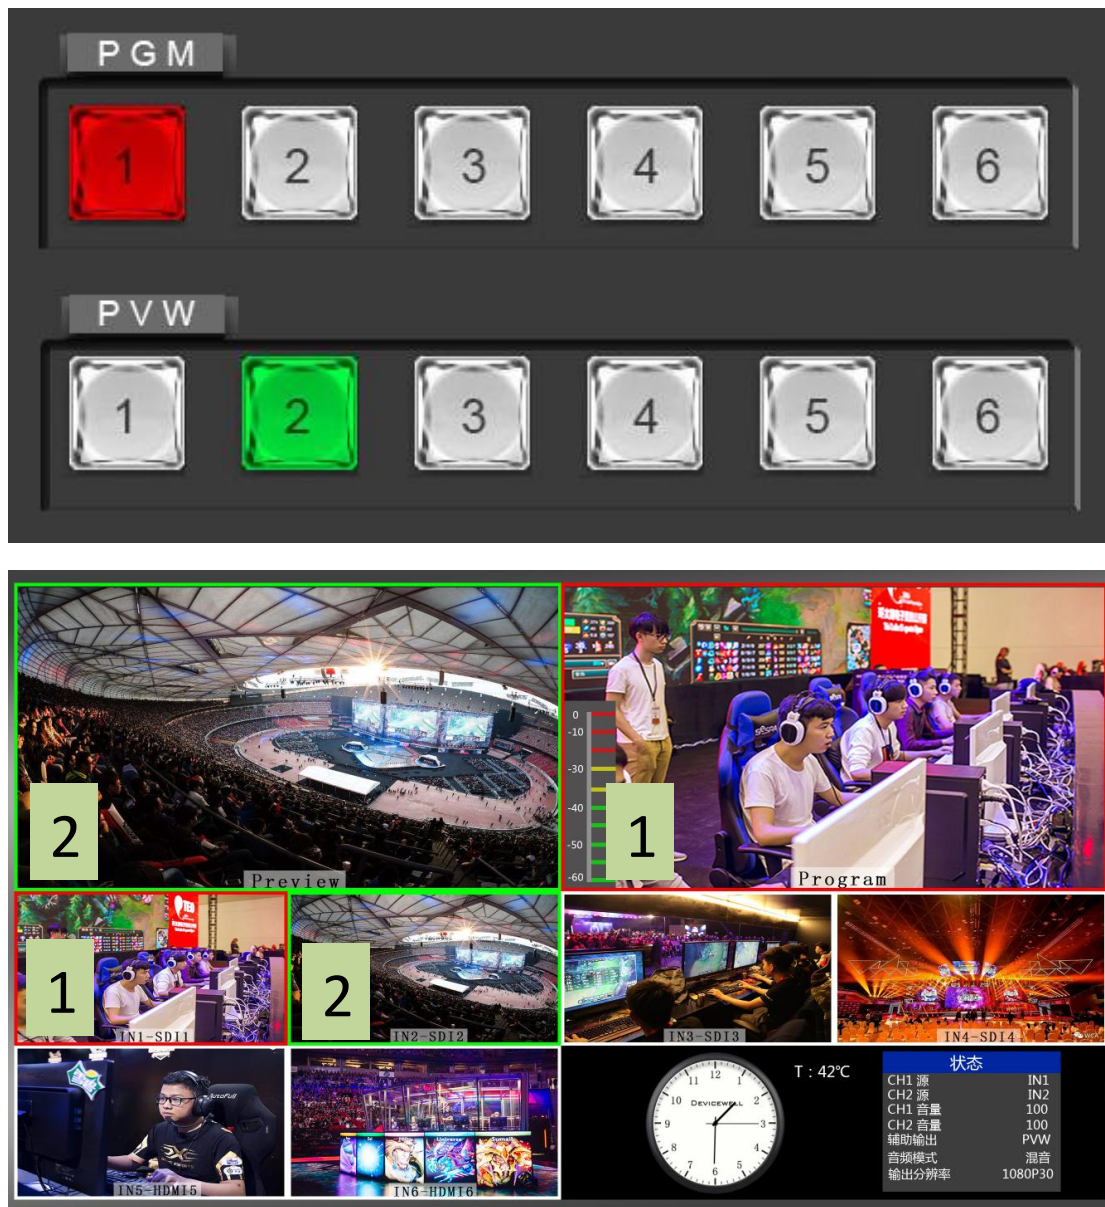 PGM
1 2 3 4 5 6
PVW
1 2 3 4 5 6
2
Preview
0
-10
-30
-40
-50
-60
1
Program
TED
1
IN1-SDI1
2
IN2-SDI2
IN3-SDI3
IN4-SDI4
IN5-HDMI5
IN6-HDMI6
12
1
2
3
4
5
6
7
8
9
10
11
DEVICEWELL
T：42℃
状态
CH1 源 IN1
CH2 源 IN2
CH1 音量 100
CH2 音量 100
辅助输出 PVW
音频模式 混音
输出分辨率 1080P30